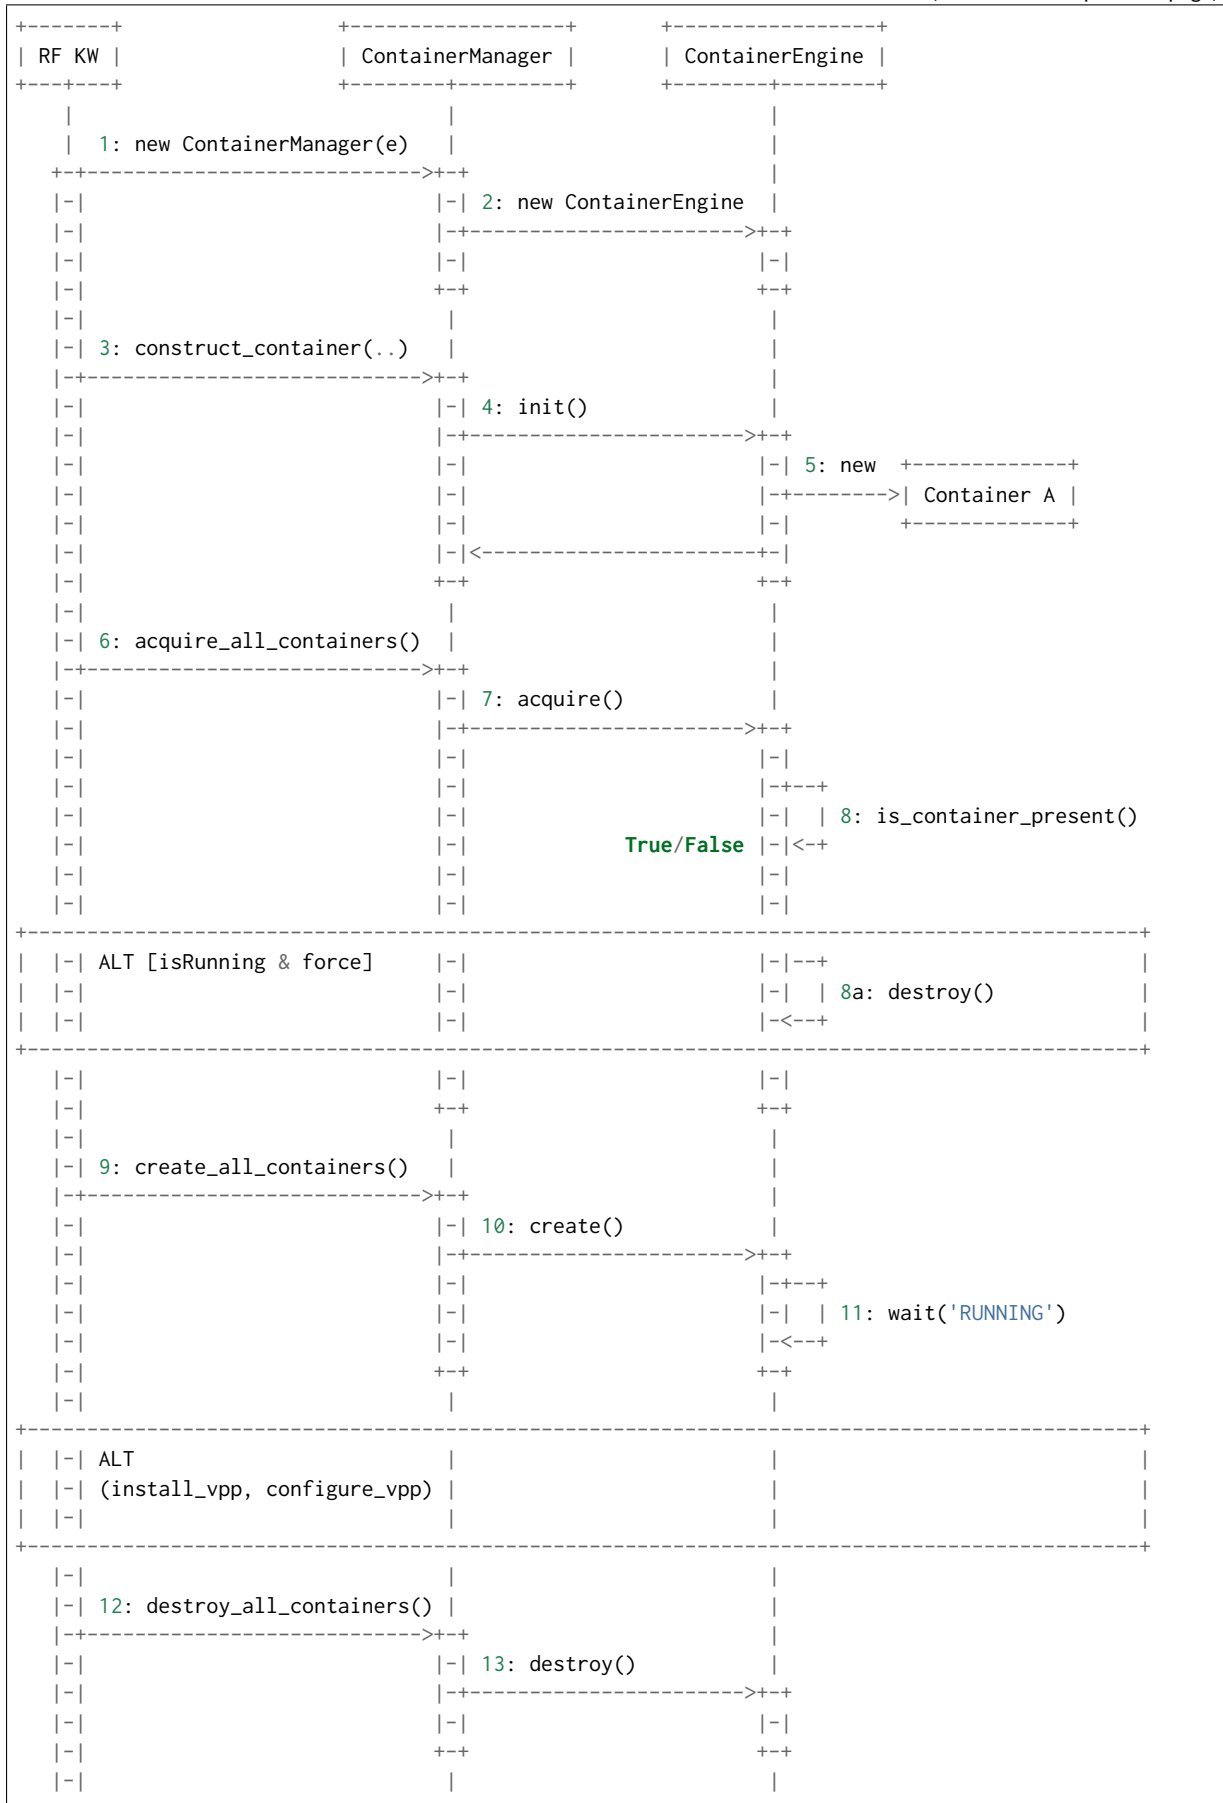 RF KW ContainerManager ContainerEngine
1: new ContainerManager(e)
2: new ContainerEngine
3: construct_container(..)
4: init()
5: new
Container A
6: acquire_all_containers()
7: acquire()
8: is_container_present()
True/False
ALT [isRunning & force]
8a: destroy()
9: create_all_containers()
10: create()
11: wait('RUNNING')
ALT
(install_vpp, configure_vpp)
12: destroy_all_containers()
13: destroy()